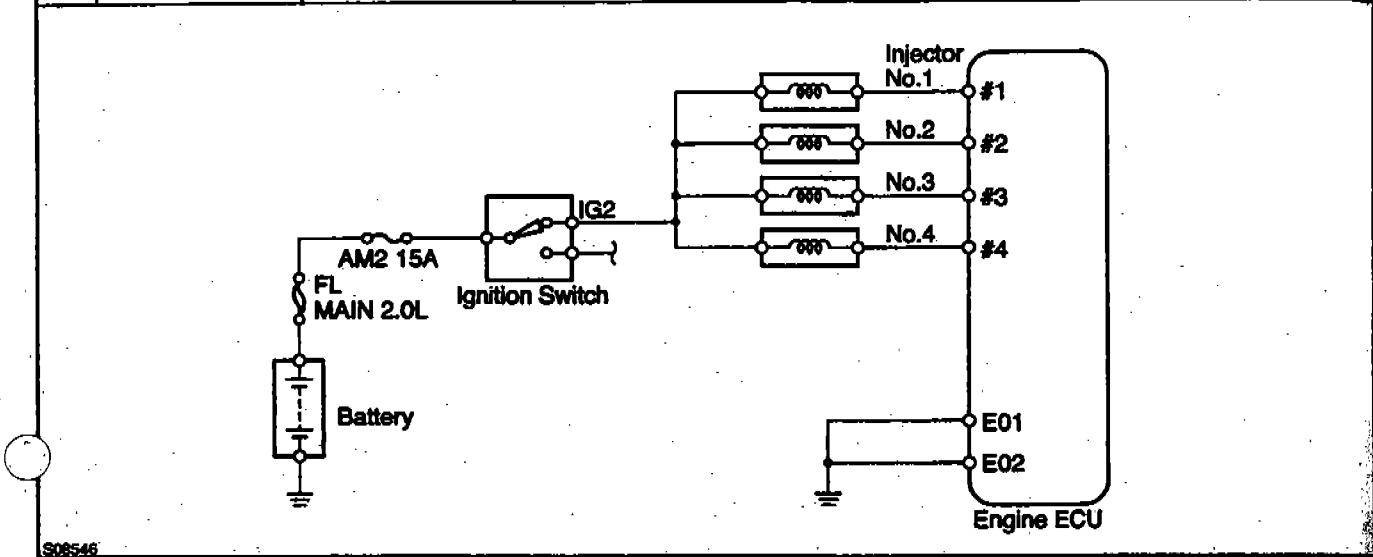 Injector
No.1
#1
No.2
#2
No.3
#3
IG2
No.4
#4
AM2 15A
FL
MAIN 2.0L
Ignition Switch
Battery
E01
E02
Engine ECU
S08546